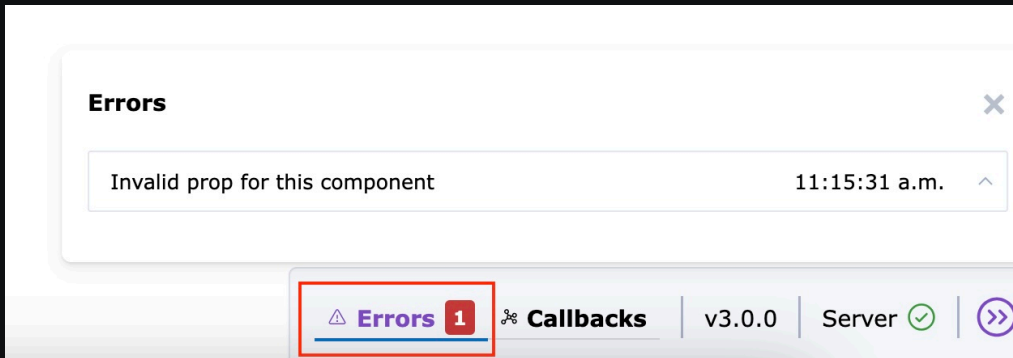 Errors
Invalid prop for this component 11:15:31 a.m.
Errors 1 Callbacks v3.0.0 Server